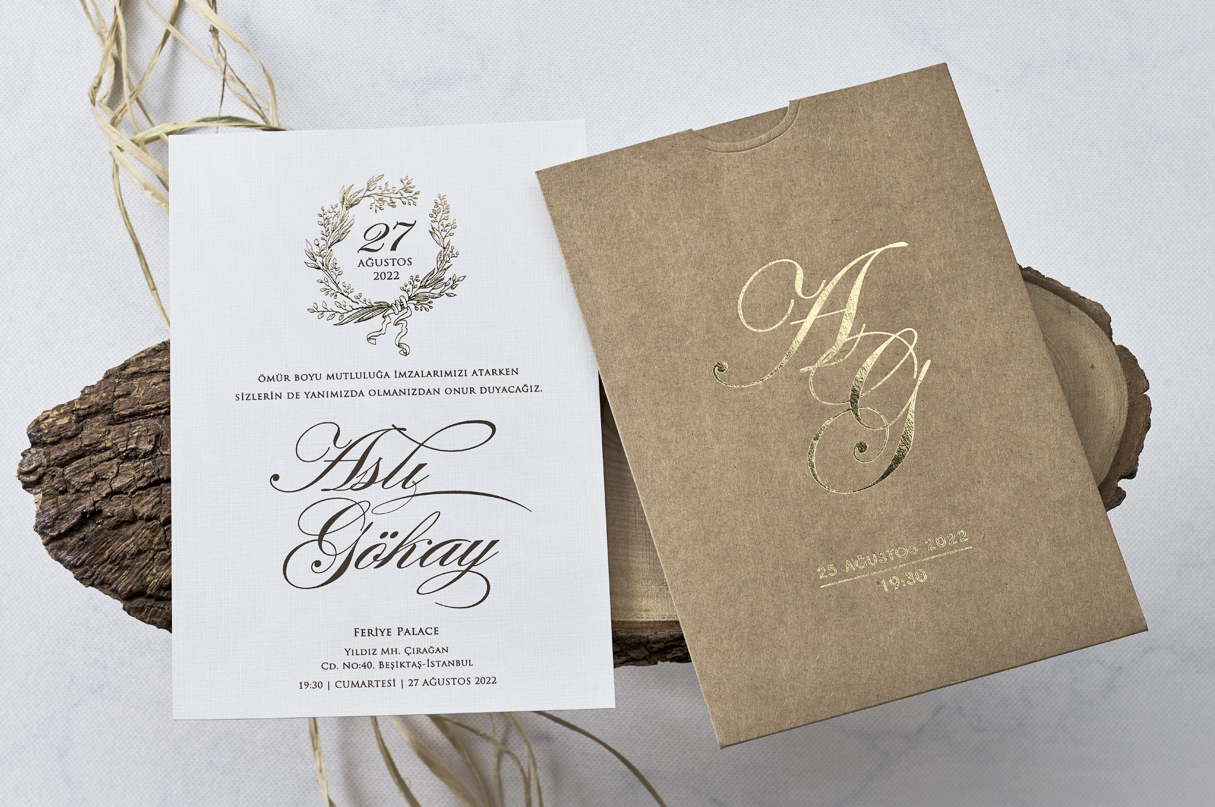 27
AĞUSTOS
2022
ÖMÜR BOYU MUTLULUĞA İMZALARIMIZI ATARKEN
SİZLERİN DE YANIMIZDA OLMANIZDAN ONUR DUYACAĞIZ.
Aslı
Gökay
FERİYE PALACE
YILDIZ MH. ÇIRAĞAN
CD. NO:40, BEŞİKTAŞ-İSTANBUL
19:30 | CUMARTESİ | 27 AĞUSTOS 2022
A
G
25 AĞUSTOS 2022
19:30